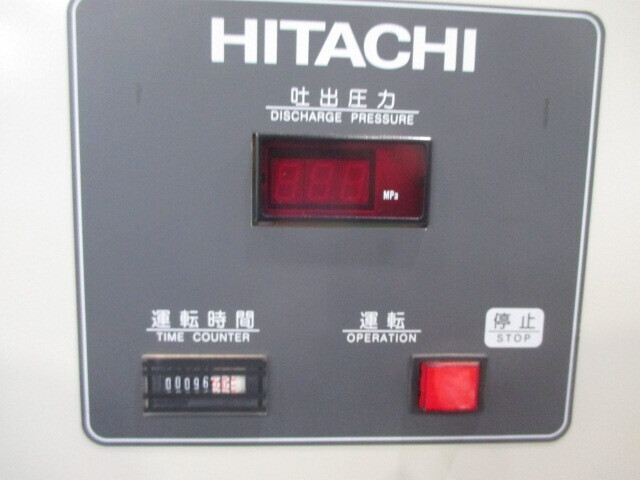 HITACHI
吐出圧力
DISCHARGE PRESSURE
MPa
運転時間
TIME COUNTER
運転
OPERATION
停止
STOP
00096